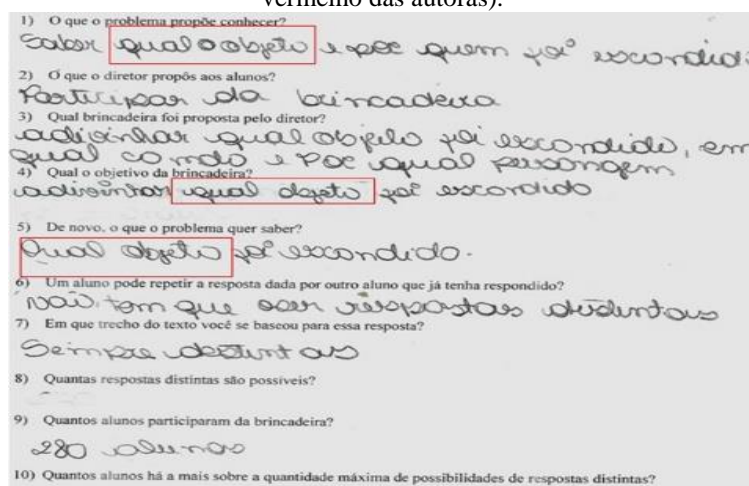 vermelho das autoras).
1) O que o problema propõe conhecer?
Saber qual o objeto e por quem foi escondido
2) O que o diretor propôs aos alunos?
Participar da brincadeira
3) Qual brincadeira foi proposta pelo diretor?
adivinhar qual objeto foi escondido, em
qual comodo e por qual personagem
4) Qual o objetivo da brincadeira?
adivinhar qual objeto foi escondido
5) De novo, o que o problema quer saber?
Qual objeto foi escondido.
6) Um aluno pode repetir a resposta dada por outro aluno que já tenha respondido?
não, tem que ser respostas distintas
7) Em que trecho do texto você se baseou para essa resposta?
Sempre distintas
8) Quantas respostas distintas são possíveis?
9) Quantos alunos participaram da brincadeira?
280 alunos
10) Quantos alunos há a mais sobre a quantidade máxima de possibilidades de respostas distintas?